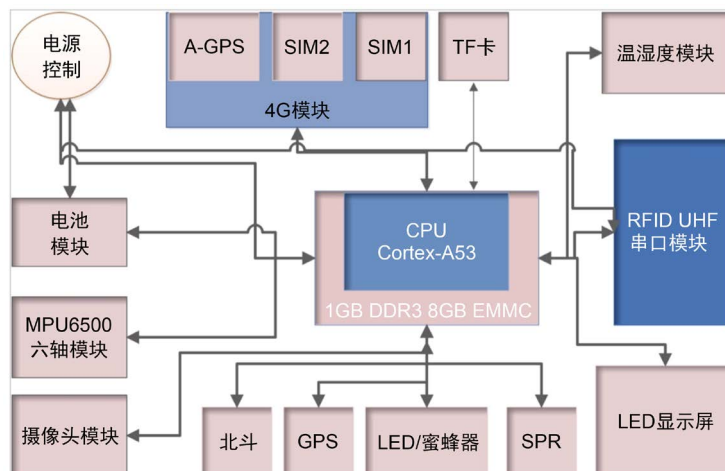 电源
控制
A-GPS
SIM2
SIM1
4G模块
TF卡
温湿度模块
电池
模块
CPU
Cortex-A53
1GB DDR3 8GB EMMC
RFID UHF
串口模块
MPU6500
六轴模块
摄像头模块
北斗
GPS
LED/蜜蜂器
SPR
LED显示屏